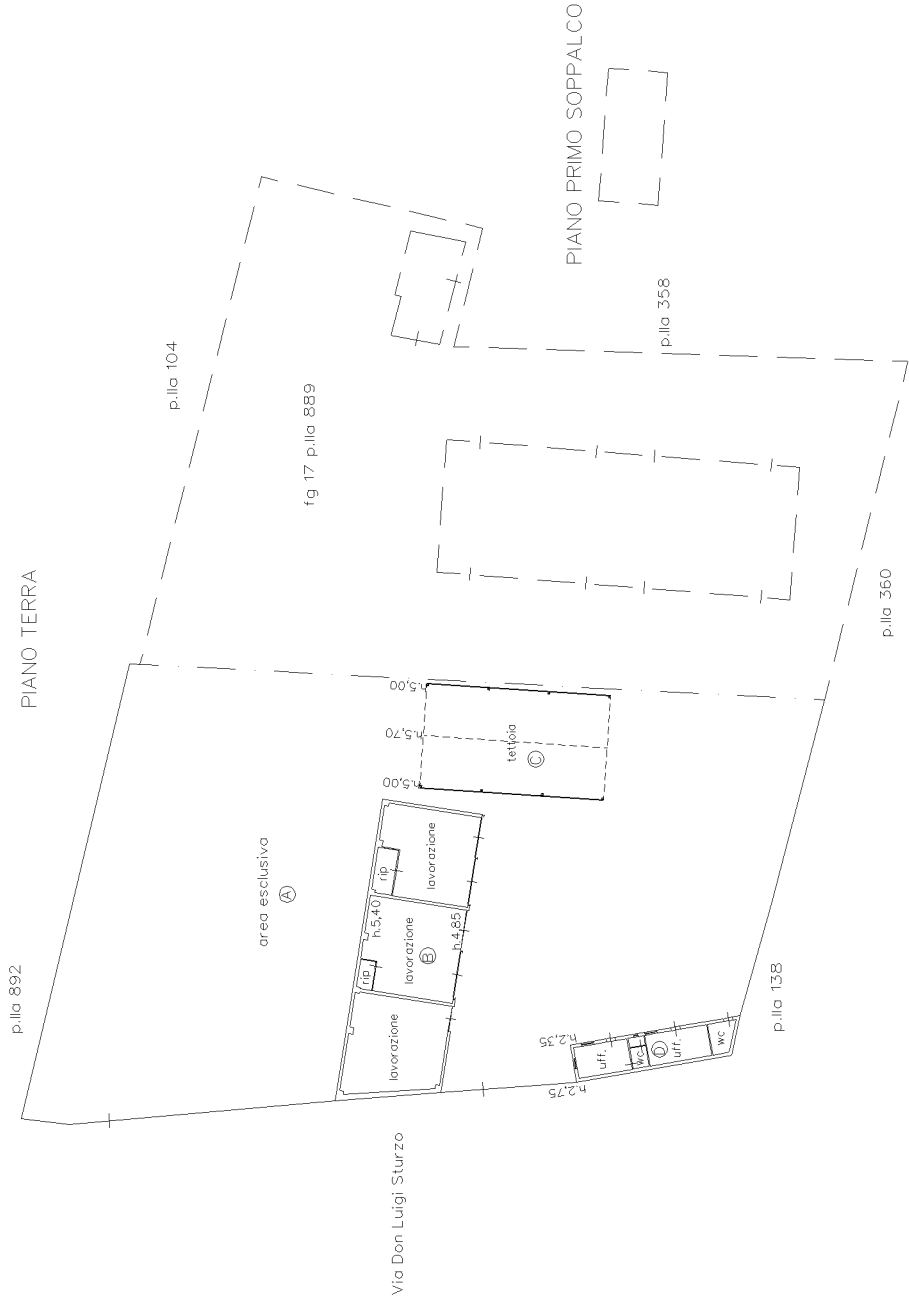 PIANO TERRA
PIANO PRIMO SOPPALCO
p.lla 892
p.lla 104
fg 17 p.lla 889
p.lla 358
p.lla 360
p.lla 138
Via Don Luigi Sturzo
area esclusiva
A
lavorazione
lavorazione
B
lavorazione
rip
rip
h.5,40
h.4,85
tettoia
C
h.5,00
h.5,70
h.5,00
uff.
wc
D
uff.
wc
h.2,35
h.2,75